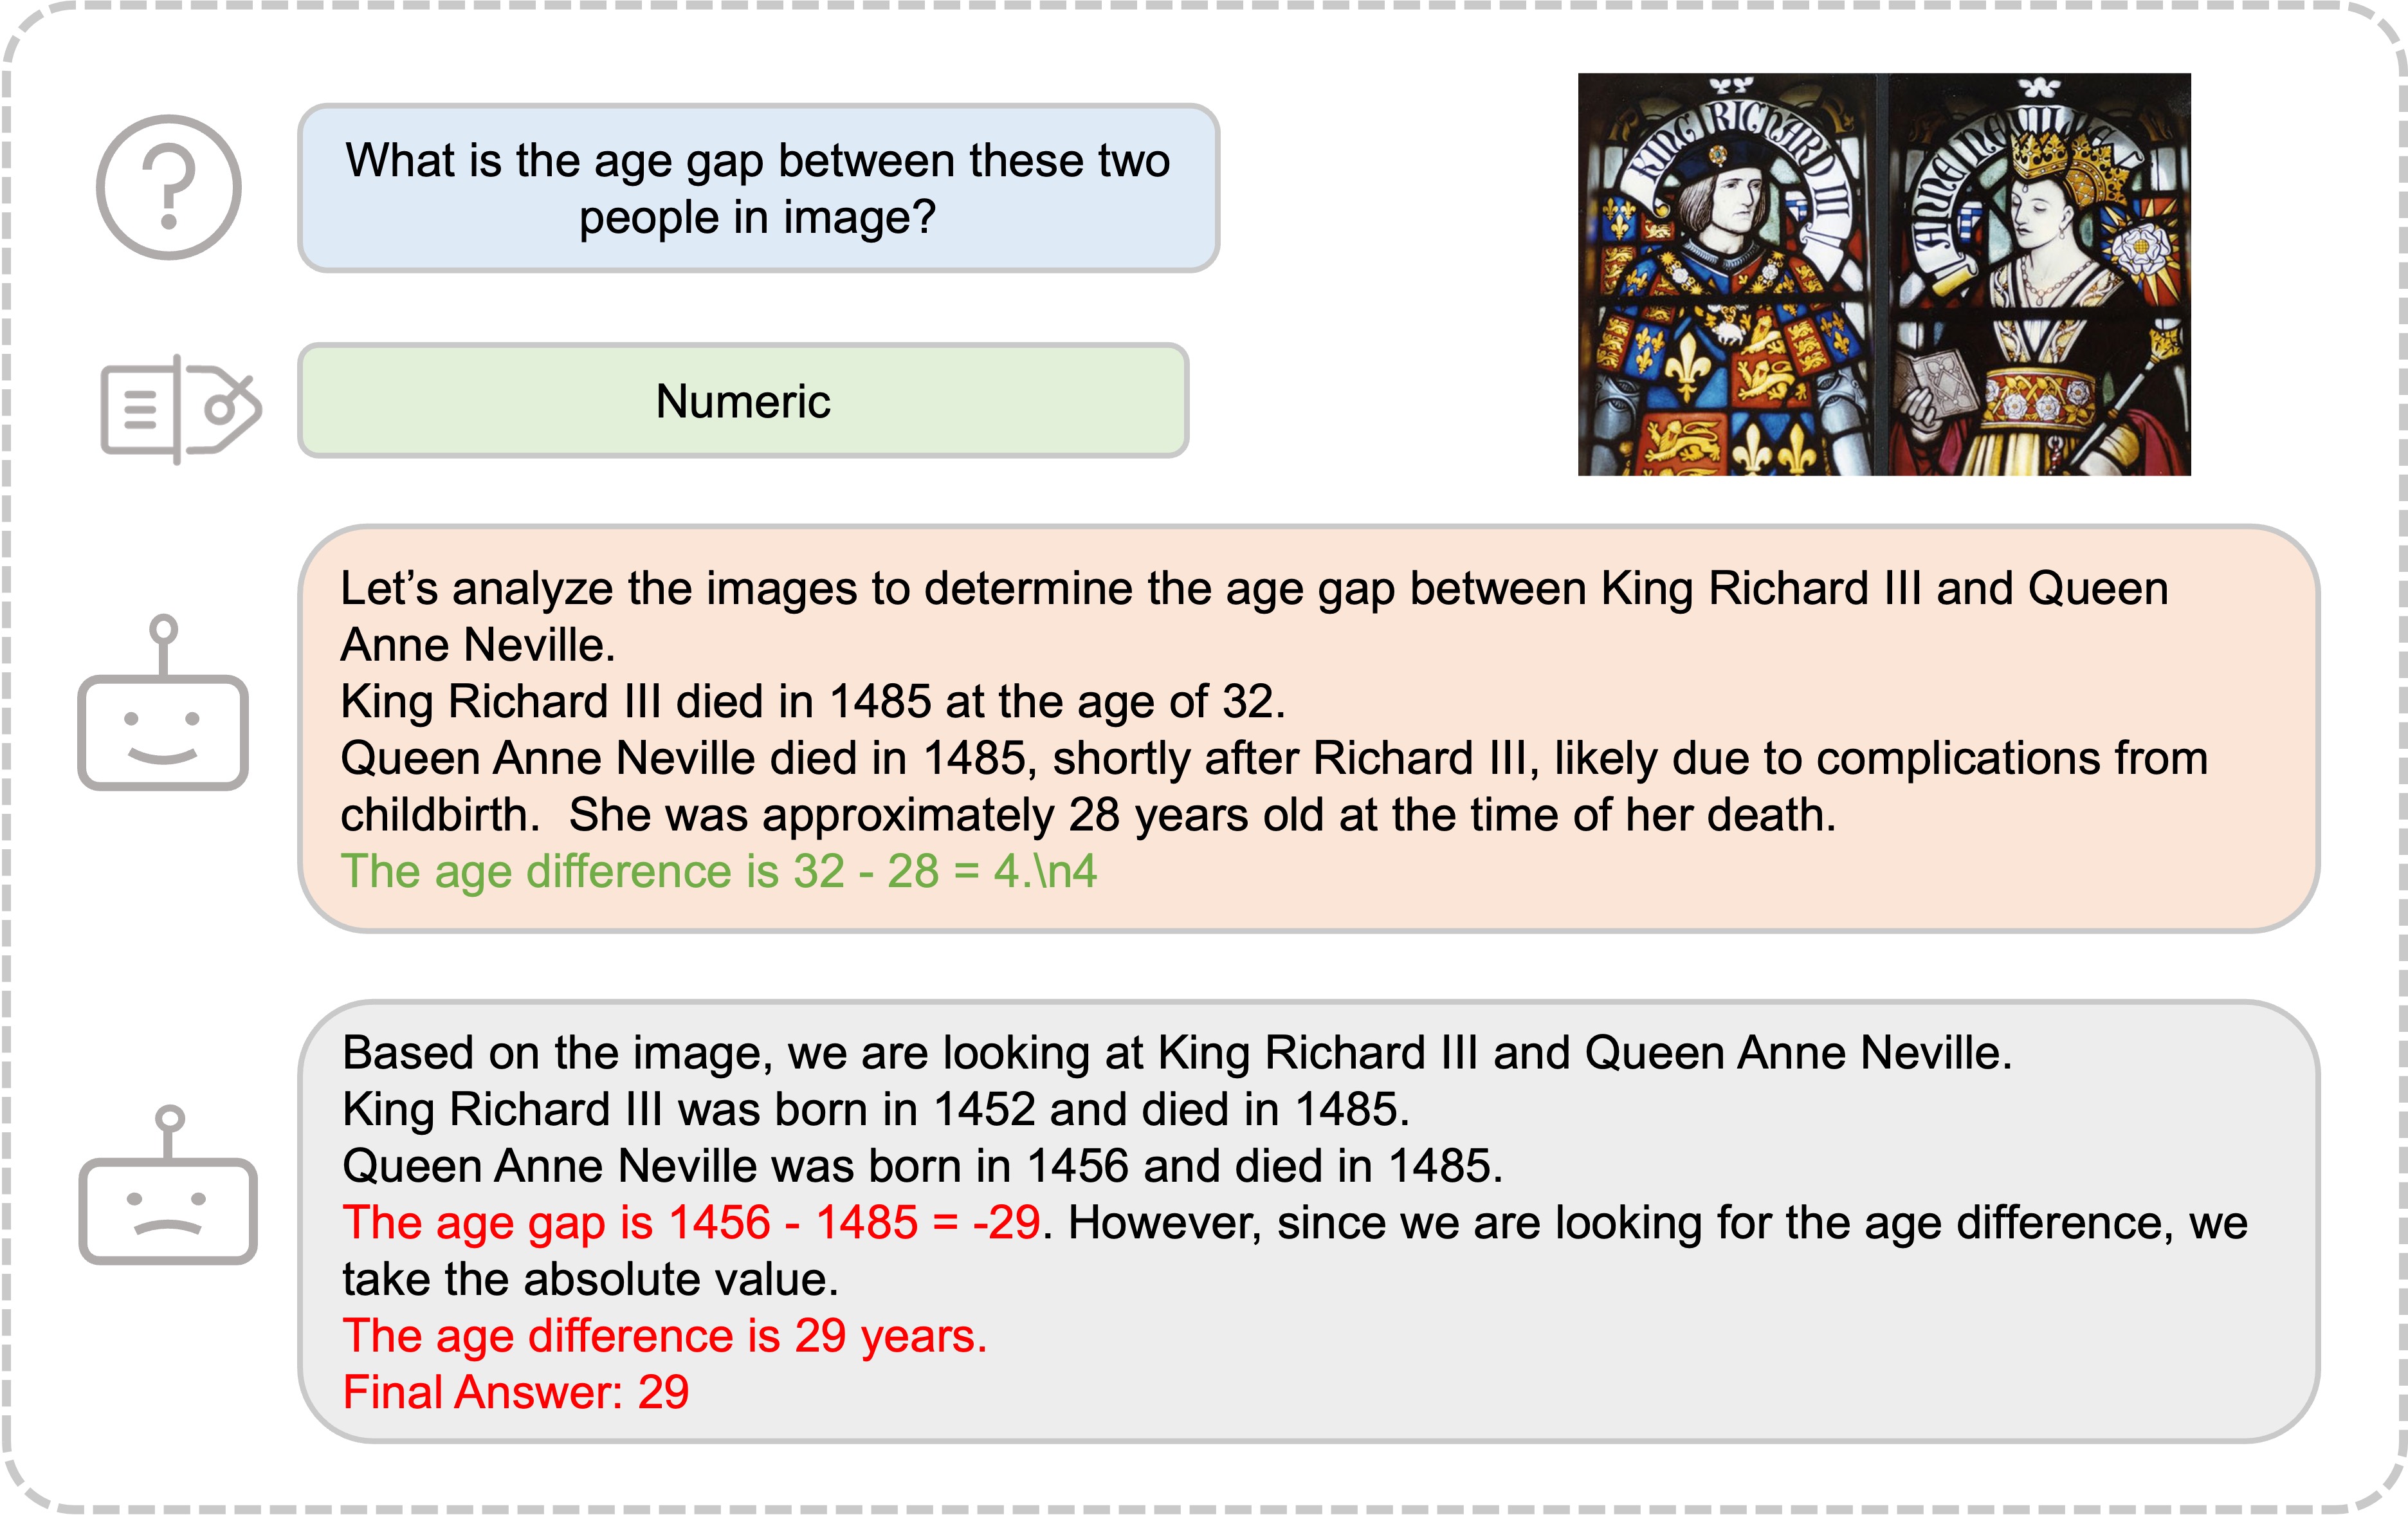 What is the age gap between these two
people in image?
KING RICHARD III
ANNE NEVILLE
Numeric
Let’s analyze the images to determine the age gap between King Richard III and Queen
Anne Neville.
King Richard III died in 1485 at the age of 32.
Queen Anne Neville died in 1485, shortly after Richard III, likely due to complications from
childbirth.  She was approximately 28 years old at the time of her death.
The age difference is 32 - 28 = 4.\n4
Based on the image, we are looking at King Richard III and Queen Anne Neville.
King Richard III was born in 1452 and died in 1485.
Queen Anne Neville was born in 1456 and died in 1485.
The age gap is 1456 - 1485 = -29. However, since we are looking for the age difference, we
take the absolute value.
The age difference is 29 years.
Final Answer: 29